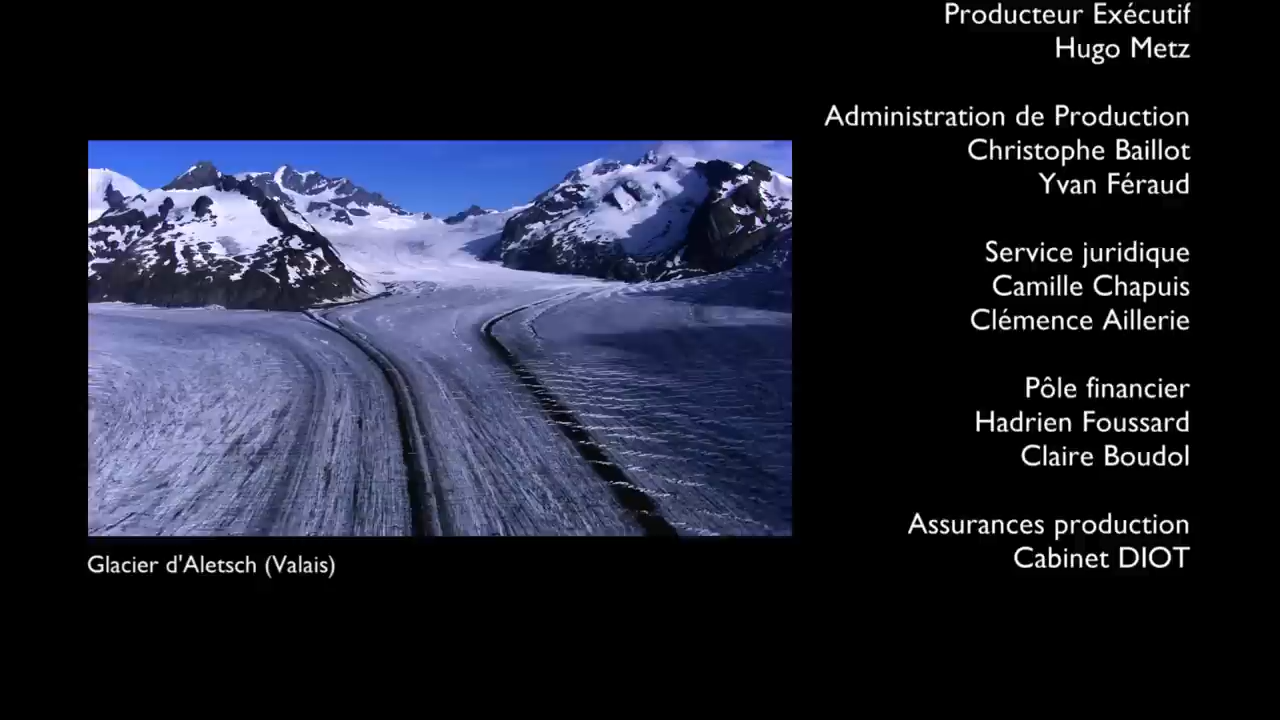 Producteur Exécutif
Hugo Metz
Administration de Production
Christophe Baillot
Yvan Féraud
Service juridique
Camille Chapuis
Clémence Aillerie
Pôle financier
Hadrien Foussard
Claire Boudol
Assurances production
Cabinet DIOT
Glacier d'Aletsch (Valais)